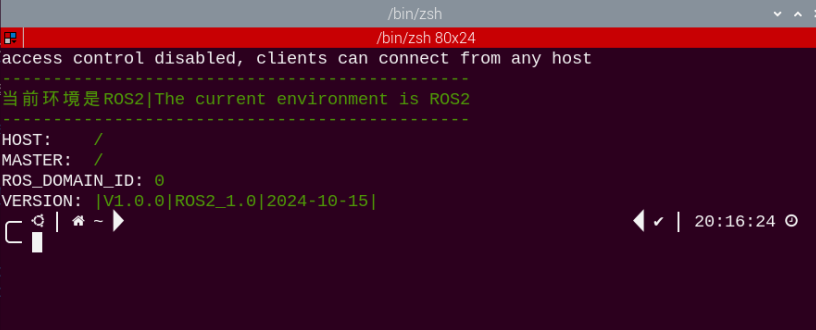 /bin/zsh
/bin/zsh 80x24
access control disabled, clients can connect from any host
----------------------------------------------
当前环境是ROS2|The current environment is ROS2
----------------------------------------------
HOST: /
MASTER: /
ROS_DOMAIN_ID: 0
VERSION: |V1.0.0|ROS2_1.0|2024-10-15|
| ~ ✔ | 20:16:24